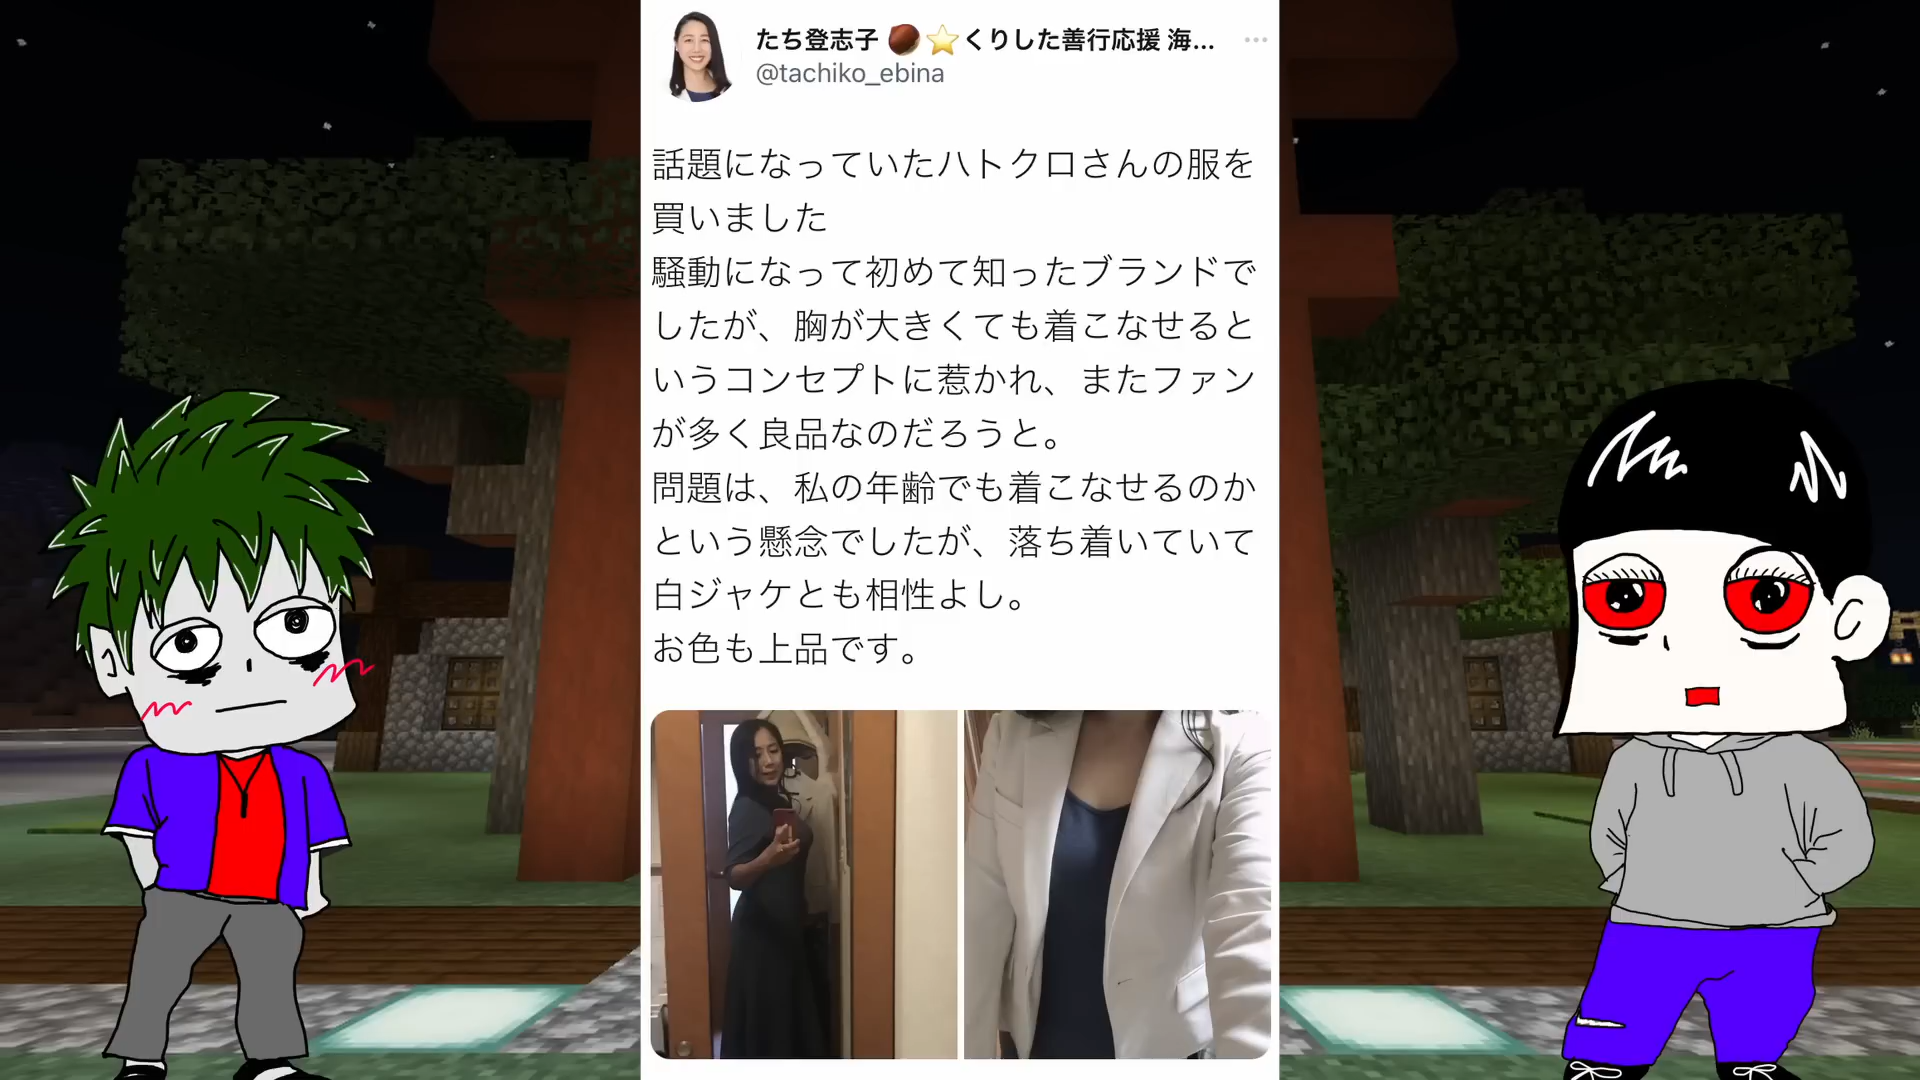 たち登志子 🌰⭐くりした善行応援 海...
@tachiko_ebina
話題になっていたハトクロさんの服を
買いました
騒動になって初めて知ったブランドで
したが、胸が大きくても着こなせると
いうコンセプトに惹かれ、またファン
が多く良品なのだろうと。
問題は、私の年齢でも着こなせるのか
という懸念でしたが、落ち着いていて
白ジャケとも相性よし。
お色も上品です。